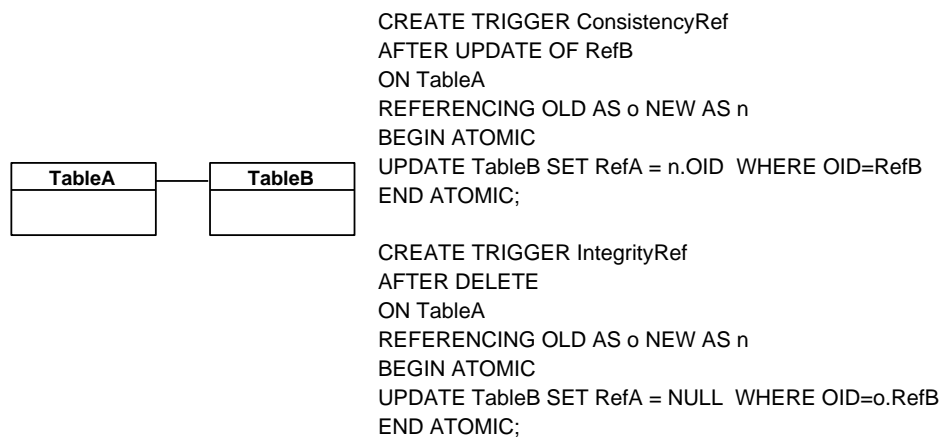 TableA
TableB
CREATE TRIGGER ConsistencyRef
AFTER UPDATE OF RefB
ON TableA
REFERENCING OLD AS o NEW AS n
BEGIN ATOMIC
UPDATE TableB SET RefA = n.OID  WHERE OID=RefB
END ATOMIC;
CREATE TRIGGER IntegrityRef
AFTER DELETE
ON TableA
REFERENCING OLD AS o NEW AS n
BEGIN ATOMIC
UPDATE TableB SET RefA = NULL  WHERE OID=o.RefB
END ATOMIC;